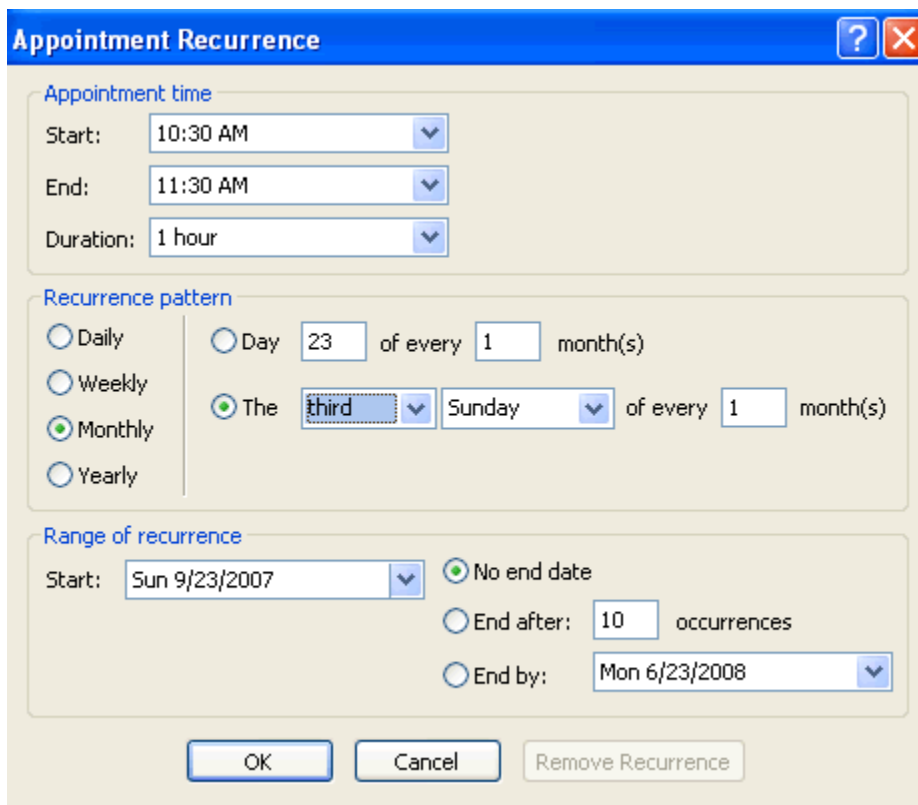 Appointment Recurrence
Appointment time
Start: 10:30 AM
End: 11:30 AM
Duration: 1 hour
Recurrence pattern
Daily
Weekly
Monthly
Yearly
Day 23 of every 1 month(s)
The third Sunday of every 1 month(s)
Range of recurrence
Start: Sun 9/23/2007
No end date
End after: 10 occurrences
End by: Mon 6/23/2008
OK Cancel Remove Recurrence